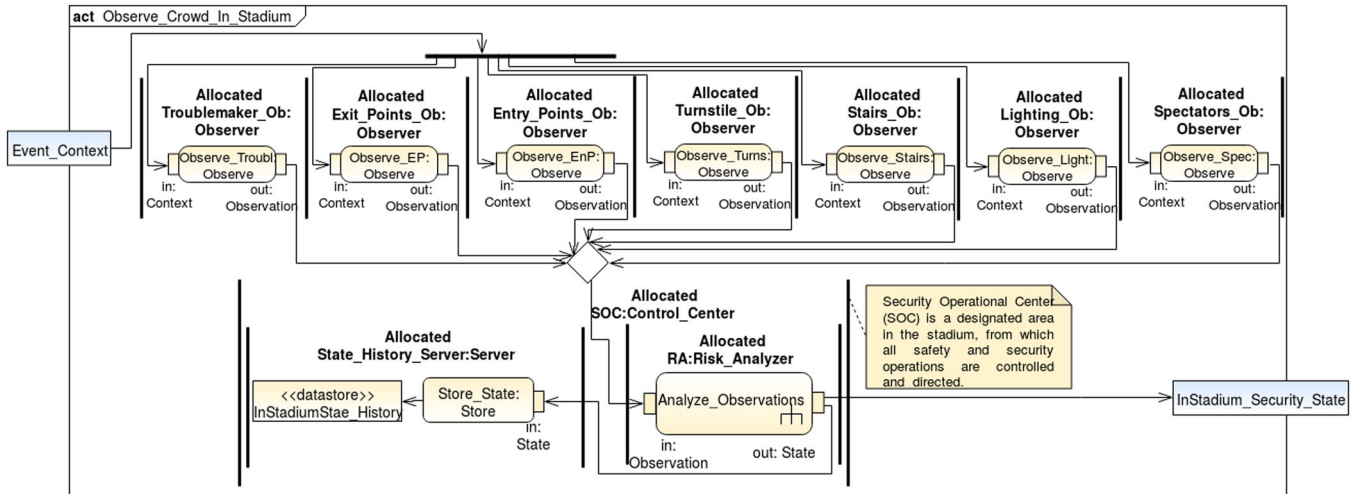 act Observe_Crowd_In_Stadium
Event_Context
Allocated
Troublemaker_Ob:
Observer
Observe_Troubl:
Observe
in:
Context
out:
Observation
Allocated
Exit_Points_Ob:
Observer
Observe_EP:
Observe
in:
Context
out:
Observation
Allocated
Entry_Points_Ob:
Observer
Observe_EnP:
Observe
in:
Context
out:
Observation
Allocated
Turnstile_Ob:
Observer
Observe_Turns:
Observe
in:
Context
out:
Observation
Allocated
Stairs_Ob:
Observer
Observe_Stairs:
Observe
in:
Context
out:
Observation
Allocated
Lighting_Ob:
Observer
Observe_Light:
Observe
in:
Context
out:
Observation
Allocated
Spectators_Ob:
Observer
Observe_Spec:
Observe
in:
Context
out:
Observation
Allocated
SOC:Control_Center
Allocated
State_History_Server:Server
<<datastore>>
InStadiumStae_History
Store_State:
Store
in:
State
Allocated
RA:Risk_Analyzer
Analyze_Observations
in:
Observation
out: State
Security Operational Center
(SOC) is a designated area
in the stadium, from which
all safety and security
operations are controlled
and directed.
InStadium_Security_State